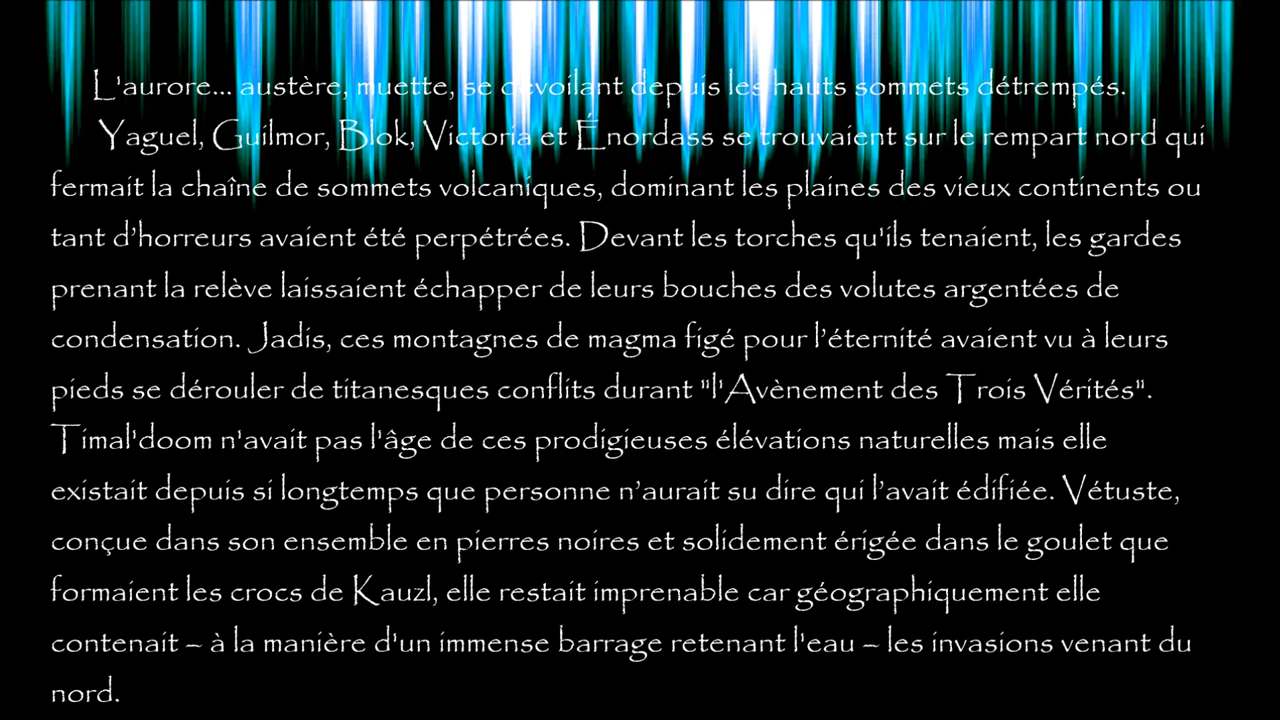 L'aurore... austère, muette, se dévoilant depuis les hauts sommets détrempés.
Yaguel, Guilmor, Blok, Victoria et Énordass se trouvaient sur le rempart nord qui
fermait la chaîne de sommets volcaniques, dominant les plaines des vieux continents ou
tant d’horreurs avaient été perpétrées. Devant les torches qu'ils tenaient, les gardes
prenant la relève laissaient échapper de leurs bouches des volutes argentées de
condensation. Jadis, ces montagnes de magma figé pour l’éternité avaient vu à leurs
pieds se dérouler de titanesques conflits durant "l'Avènement des Trois Vérités".
Timal'doom n'avait pas l'âge de ces prodigieuses élévations naturelles mais elle
existait depuis si longtemps que personne n’aurait su dire qui l’avait édifiée. Vétuste,
conçue dans son ensemble en pierres noires et solidement érigée dans le goulet que
formaient les crocs de Kauzl, elle restait imprenable car géographiquement elle
contenait – à la manière d'un immense barrage retenant l'eau – les invasions venant du
nord.